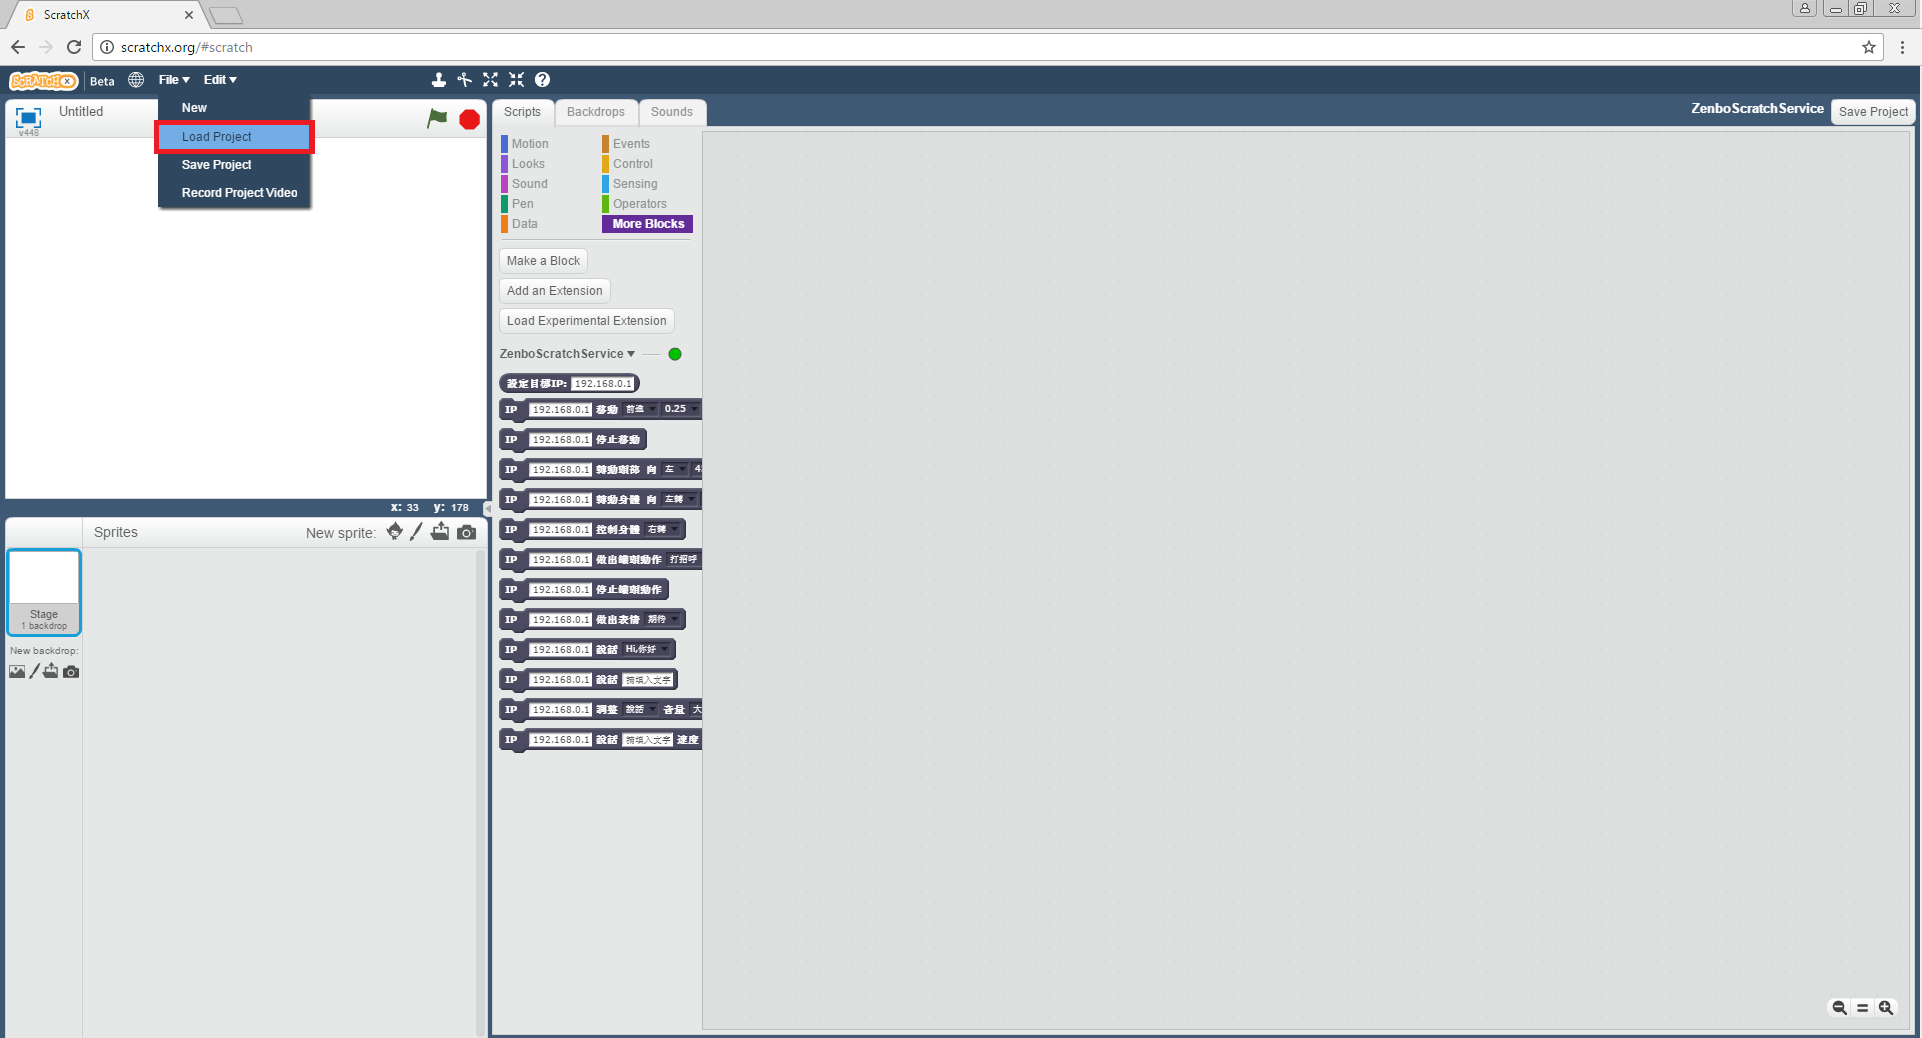 ScratchX
scratchx.org/#scratch
SCRATCH X Beta File Edit
New
Load Project
Save Project
Record Project Video
Untitled
v448
x: 33 y: 178
Sprites New sprite:
Stage
1 backdrop
New backdrop:
Scripts Backdrops Sounds
ZenboScratchService Save Project
Motion Events
Looks Control
Sound Sensing
Pen Operators
Data More Blocks
Make a Block
Add an Extension
Load Experimental Extension
ZenboScratchService
設定目標IP: 192.168.0.1
IP 192.168.0.1 移動 前進 0.25
IP 192.168.0.1 停止移動
IP 192.168.0.1 轉動頭部 向 左 4
IP 192.168.0.1 轉動身體 向 左轉
IP 192.168.0.1 控制身體 右轉
IP 192.168.0.1 做出罐頭動作 打招呼
IP 192.168.0.1 停止罐頭動作
IP 192.168.0.1 做出表情 期待
IP 192.168.0.1 說話 Hi,你好
IP 192.168.0.1 說話 請填入文字
IP 192.168.0.1 調整 說話 音量 大
IP 192.168.0.1 說話 請填入文字 速度